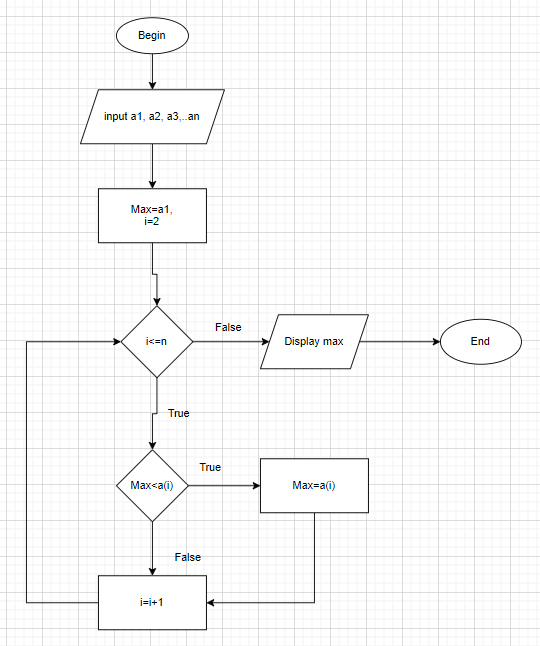 Begin
input a1, a2, a3,..an
Max=a1,
i=2
i<=n
False
Display max
End
True
Max<a(i)
True
Max=a(i)
False
i=i+1